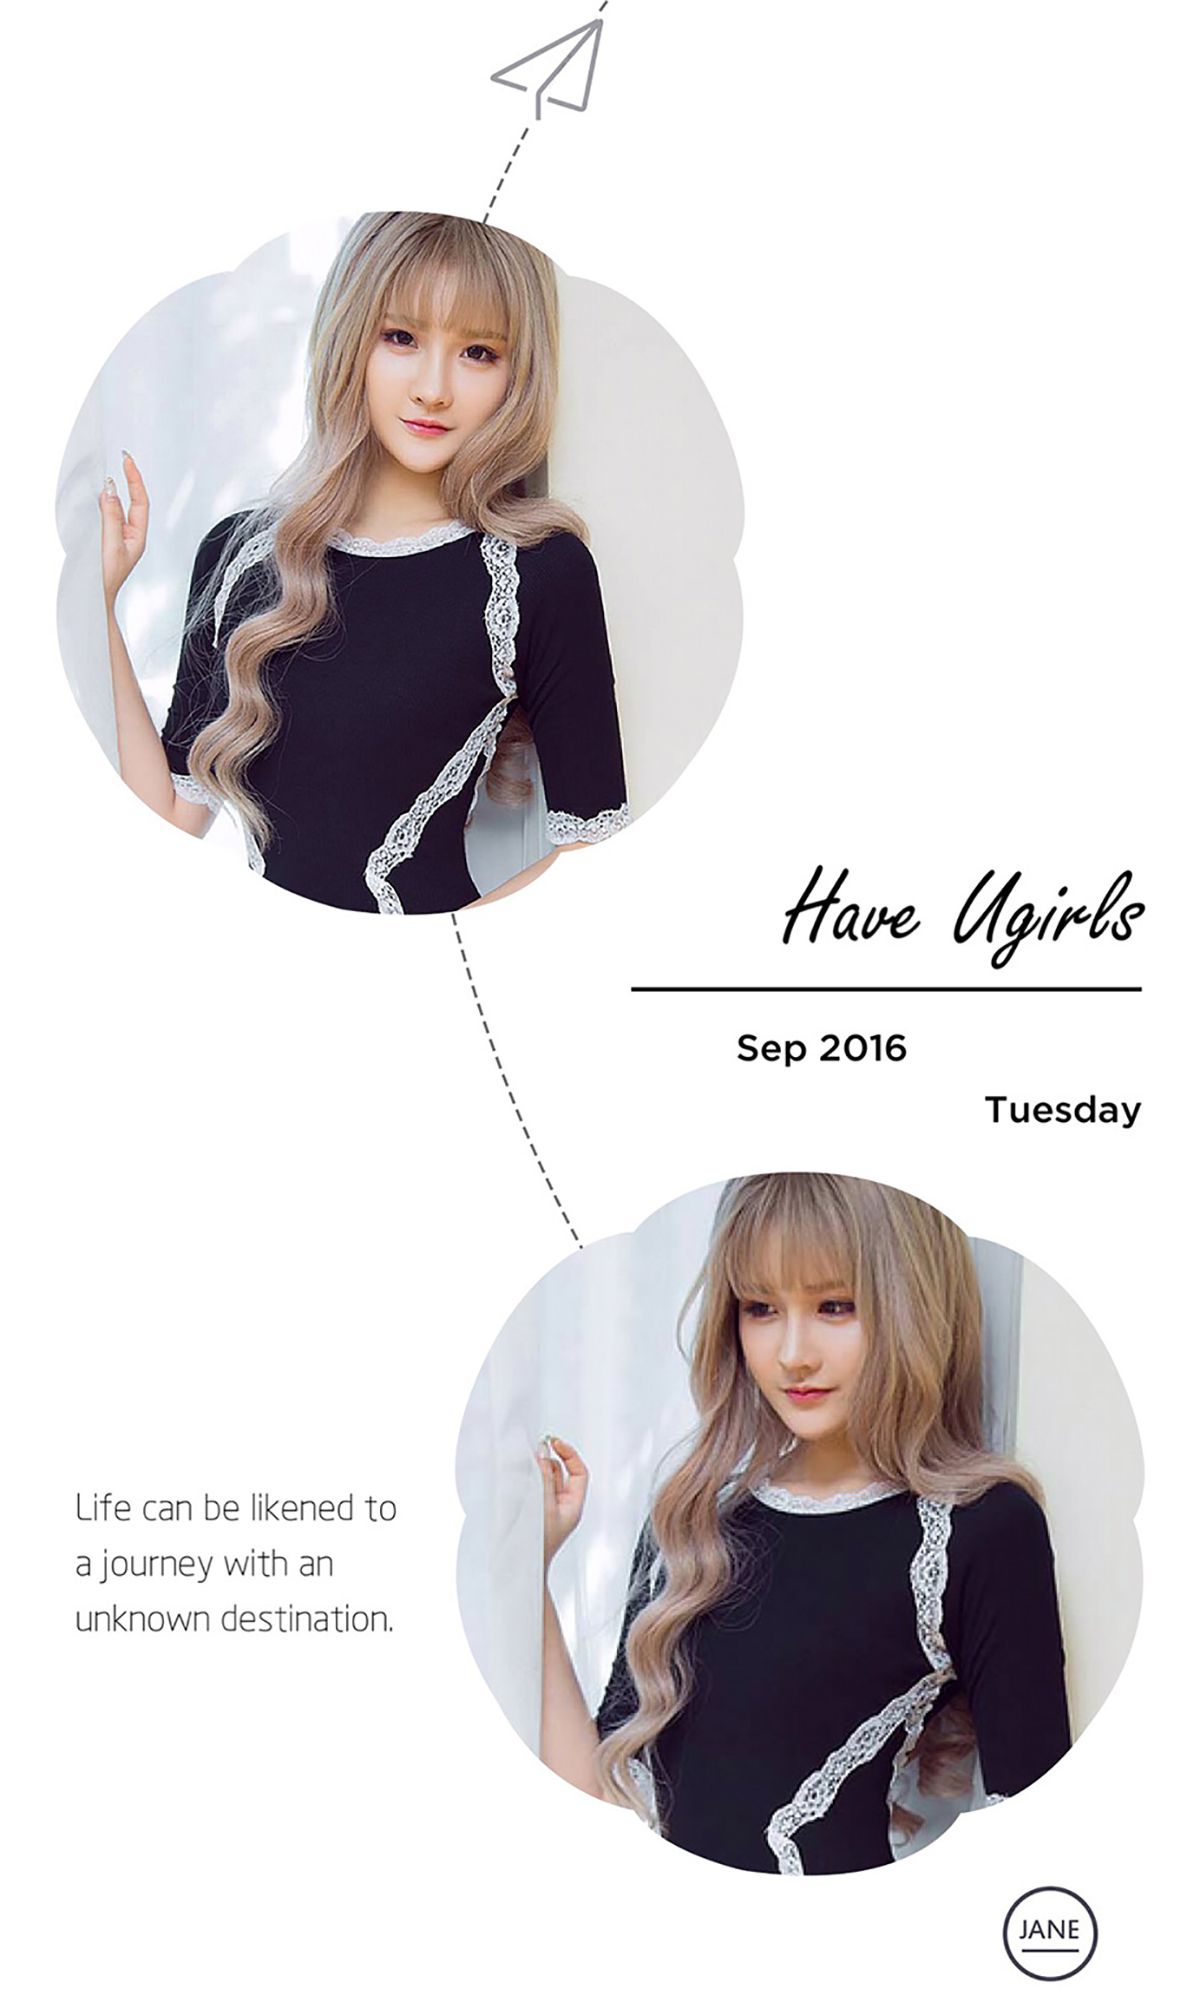 Have Ugirls
Sep 2016
Tuesday
Life can be likened to
a journey with an
unknown destination.
JANE